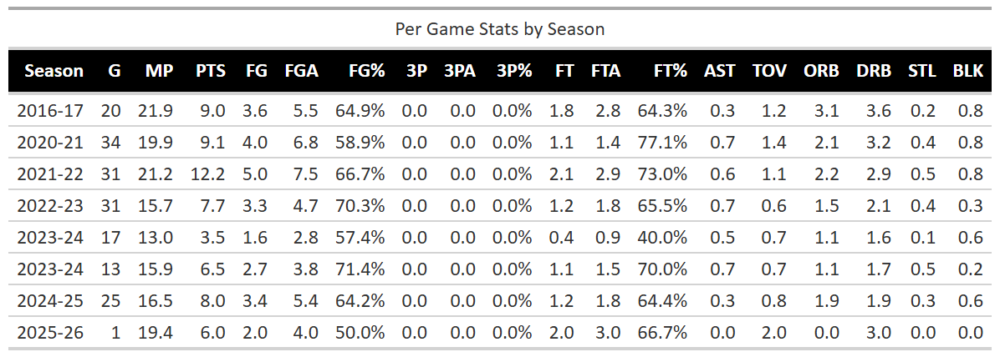 Per Game Stats by Season
Season G MP PTS FG FGA FG% 3P 3PA 3P% FT FTA FT% AST TOV ORB DRB STL BLK
2016-17 20 21.9 9.0 3.6 5.5 64.9% 0.0 0.0 0.0% 1.8 2.8 64.3% 0.3 1.2 3.1 3.6 0.2 0.8
2020-21 34 19.9 9.1 4.0 6.8 58.9% 0.0 0.0 0.0% 1.1 1.4 77.1% 0.7 1.4 2.1 3.2 0.4 0.8
2021-22 31 21.2 12.2 5.0 7.5 66.7% 0.0 0.0 0.0% 2.1 2.9 73.0% 0.6 1.1 2.2 2.9 0.5 0.8
2022-23 31 15.7 7.7 3.3 4.7 70.3% 0.0 0.0 0.0% 1.2 1.8 65.5% 0.7 0.6 1.5 2.1 0.4 0.3
2023-24 17 13.0 3.5 1.6 2.8 57.4% 0.0 0.0 0.0% 0.4 0.9 40.0% 0.5 0.7 1.1 1.6 0.1 0.6
2023-24 13 15.9 6.5 2.7 3.8 71.4% 0.0 0.0 0.0% 1.1 1.5 70.0% 0.7 0.7 1.1 1.7 0.5 0.2
2024-25 25 16.5 8.0 3.4 5.4 64.2% 0.0 0.0 0.0% 1.2 1.8 64.4% 0.3 0.8 1.9 1.9 0.3 0.6
2025-26 1 19.4 6.0 2.0 4.0 50.0% 0.0 0.0 0.0% 2.0 3.0 66.7% 0.0 2.0 0.0 3.0 0.0 0.0